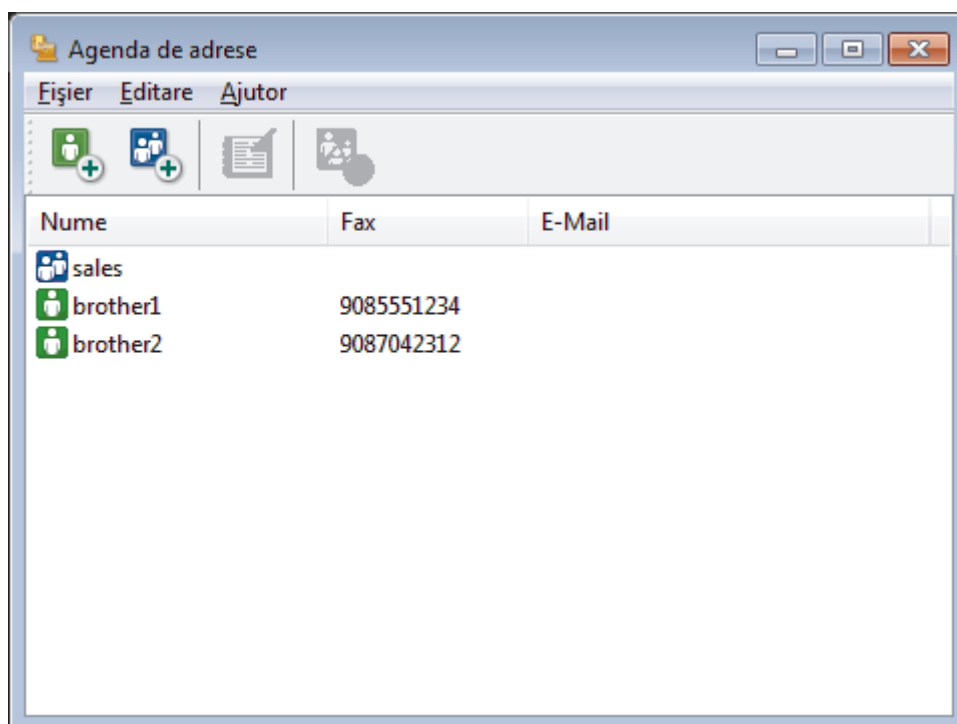 Agenda de adrese
Fişier Editare Ajutor
Nume Fax E-Mail
sales
brother1 9085551234
brother2 9087042312